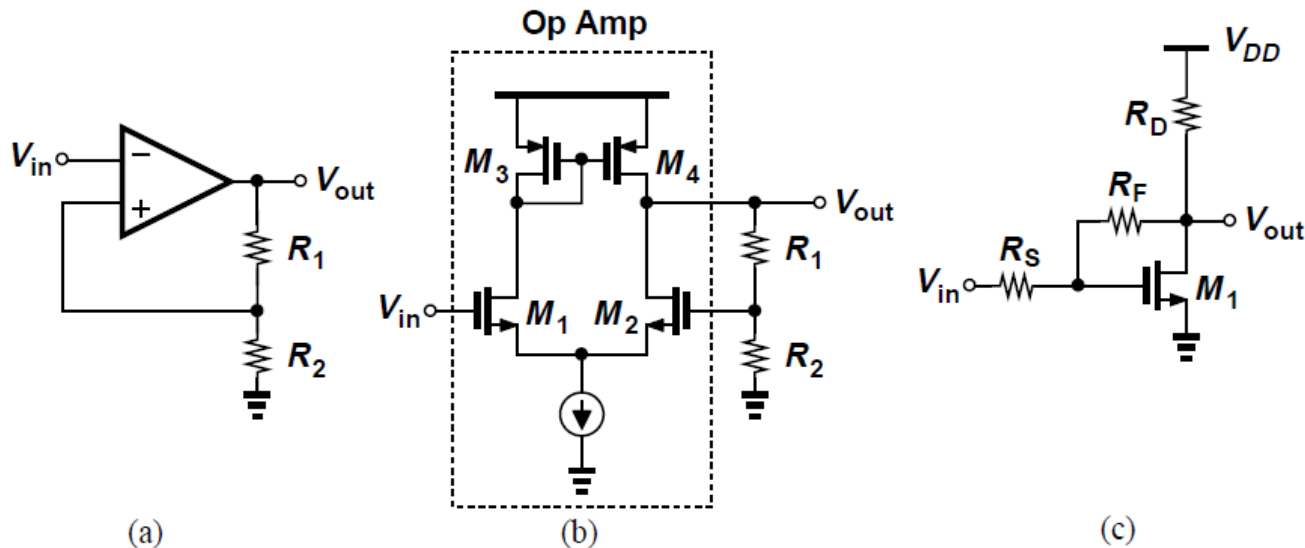 Op Amp
V_in
−
+
V_out
R_1
R_2
(a)
M_3
M_4
V_in
M_1
M_2
V_out
R_1
R_2
(b)
V_DD
R_D
R_F
R_S
V_in
V_out
M_1
(c)